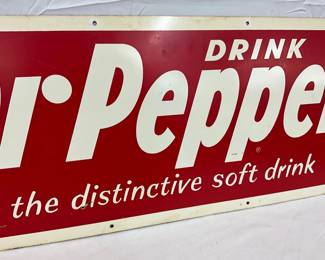 DRINK
r Peppe
the distinctive soft drink